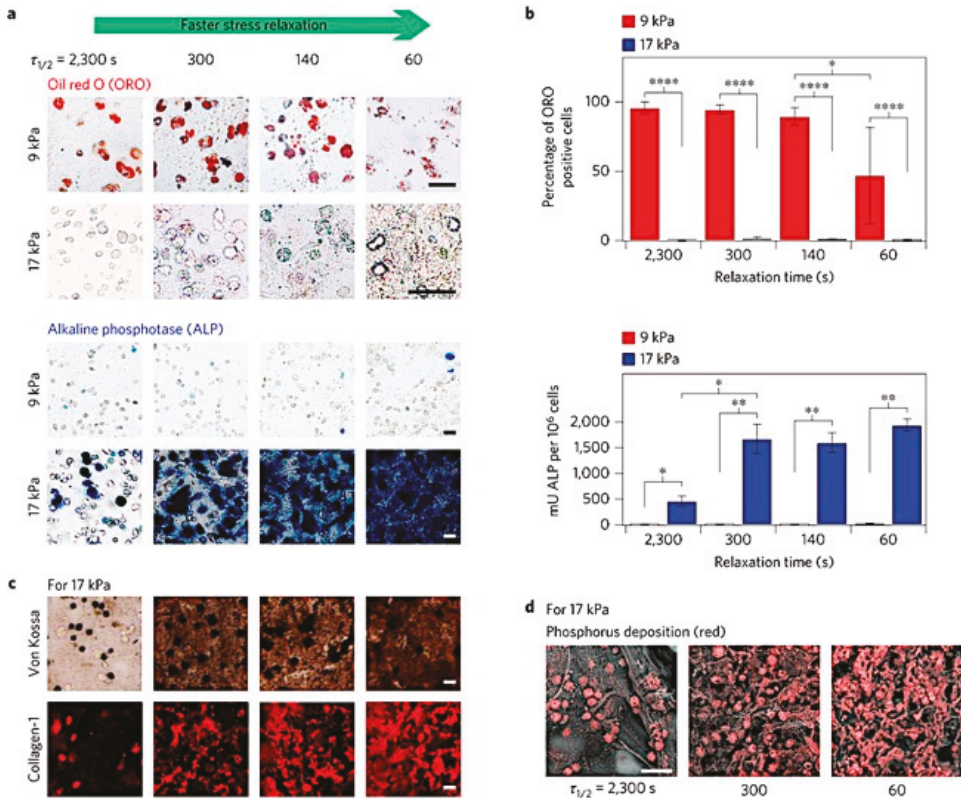 a
Faster stress relaxation
τ1/2 = 2,300 s 300 140 60
Oil red O (ORO)
9 kPa
17 kPa
Alkaline phosphotase (ALP)
9 kPa
17 kPa
b
9 kPa
17 kPa
Percentage of ORO positive cells
100
50
0
**** **** **** * ****
2,300 300 140 60
Relaxation time (s)
9 kPa
17 kPa
mU ALP per 10⁶ cells
2,000
1,500
1,000
500
0
* * ** ** **
2,300 300 140 60
Relaxation time (s)
c For 17 kPa
Von Kossa
Collagen-1
d For 17 kPa
Phosphorus deposition (red)
τ1/2 = 2,300 s 300 60